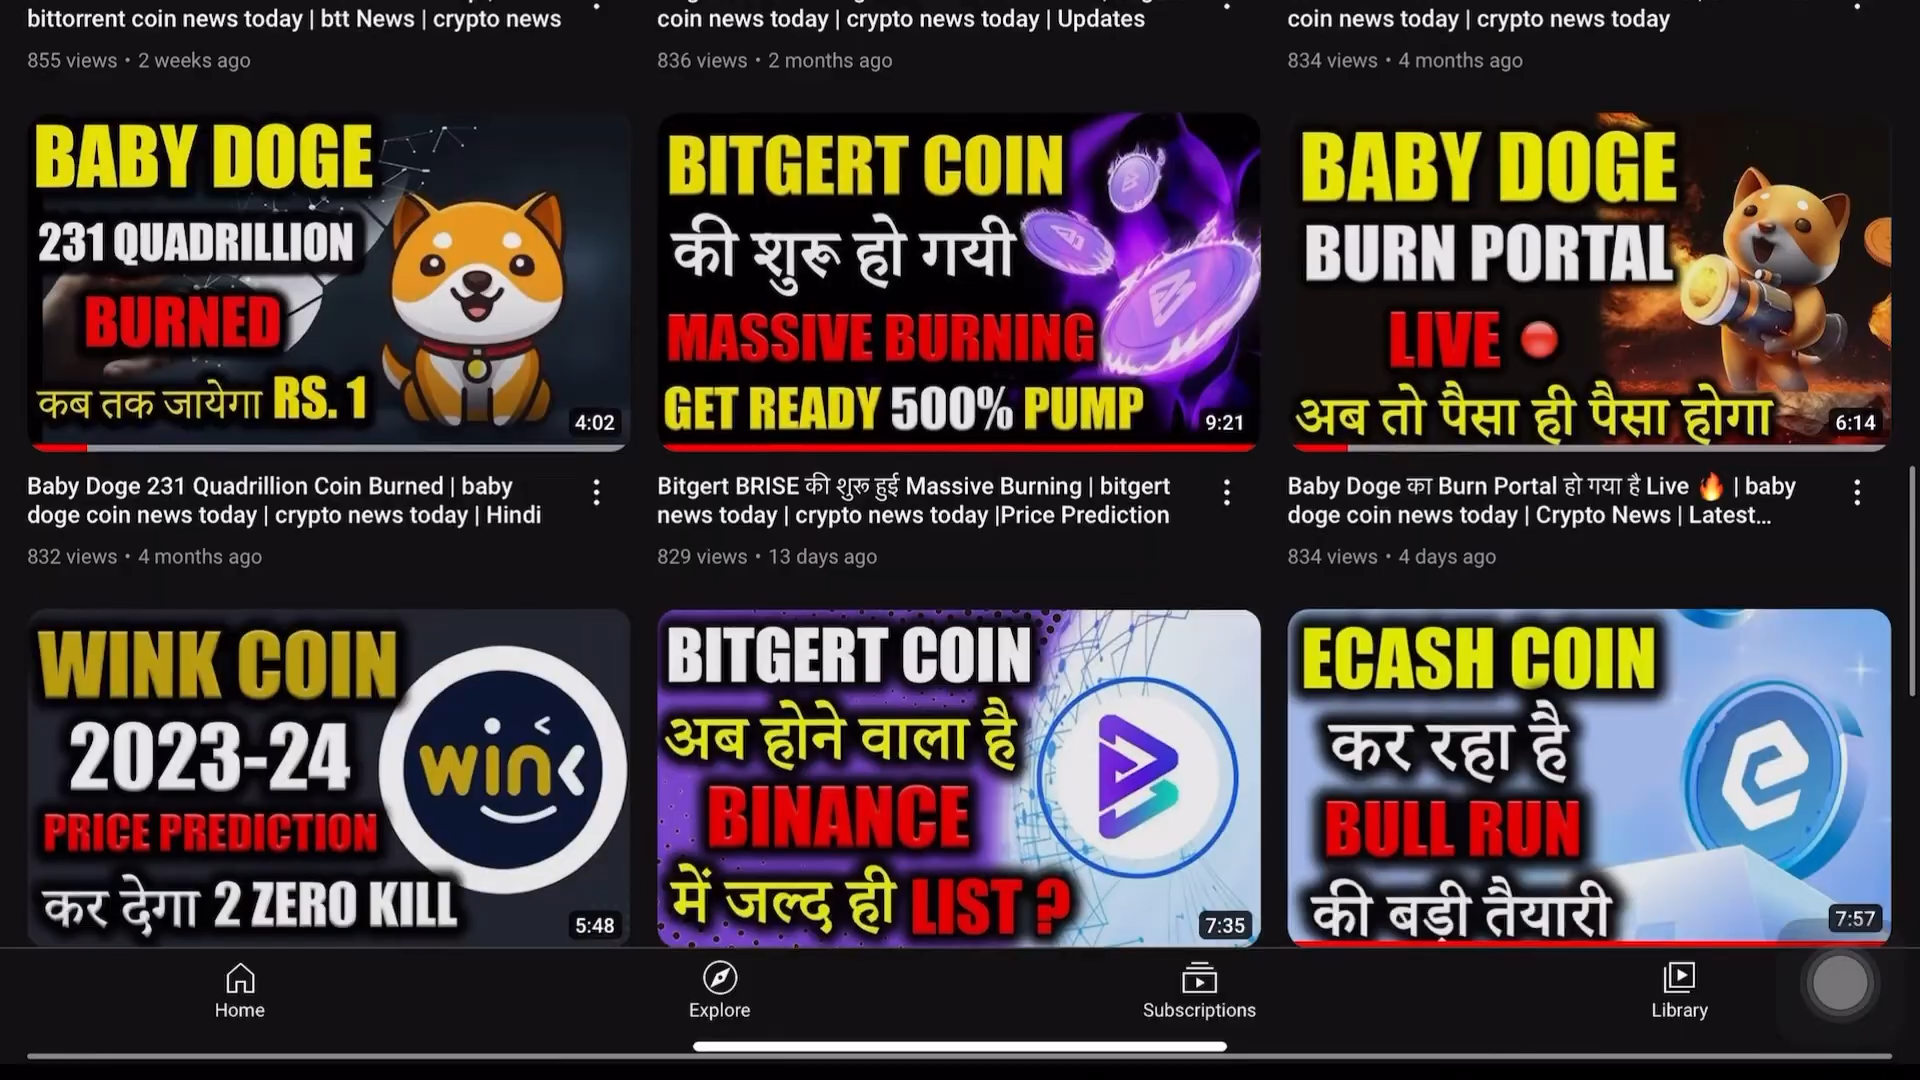 bittorrent coin news today | btt News | crypto news
855 views • 2 weeks ago
coin news today | crypto news today | Updates
836 views • 2 months ago
coin news today | crypto news today
834 views • 4 months ago
BABY DOGE
231 QUADRILLION
BURNED
कब तक जायेगा RS. 1
4:02
Baby Doge 231 Quadrillion Coin Burned | baby
doge coin news today | crypto news today | Hindi
832 views • 4 months ago
BITGERT COIN
की शुरू हो गयी
MASSIVE BURNING
GET READY 500% PUMP
9:21
Bitgert BRISE की शुरू हुई Massive Burning | bitgert
news today | crypto news today |Price Prediction
829 views • 13 days ago
BABY DOGE
BURN PORTAL
LIVE
अब तो पैसा ही पैसा होगा
6:14
Baby Doge का Burn Portal हो गया है Live 🔥 | baby
doge coin news today | Crypto News | Latest...
834 views • 4 days ago
WINK COIN
2023-24
PRICE PREDICTION
कर देगा 2 ZERO KILL
win
5:48
BITGERT COIN
अब होने वाला है
BINANCE
में जल्द ही LIST ?
7:35
ECASH COIN
कर रहा है
BULL RUN
की बड़ी तैयारी
7:57
Home
Explore
Subscriptions
Library